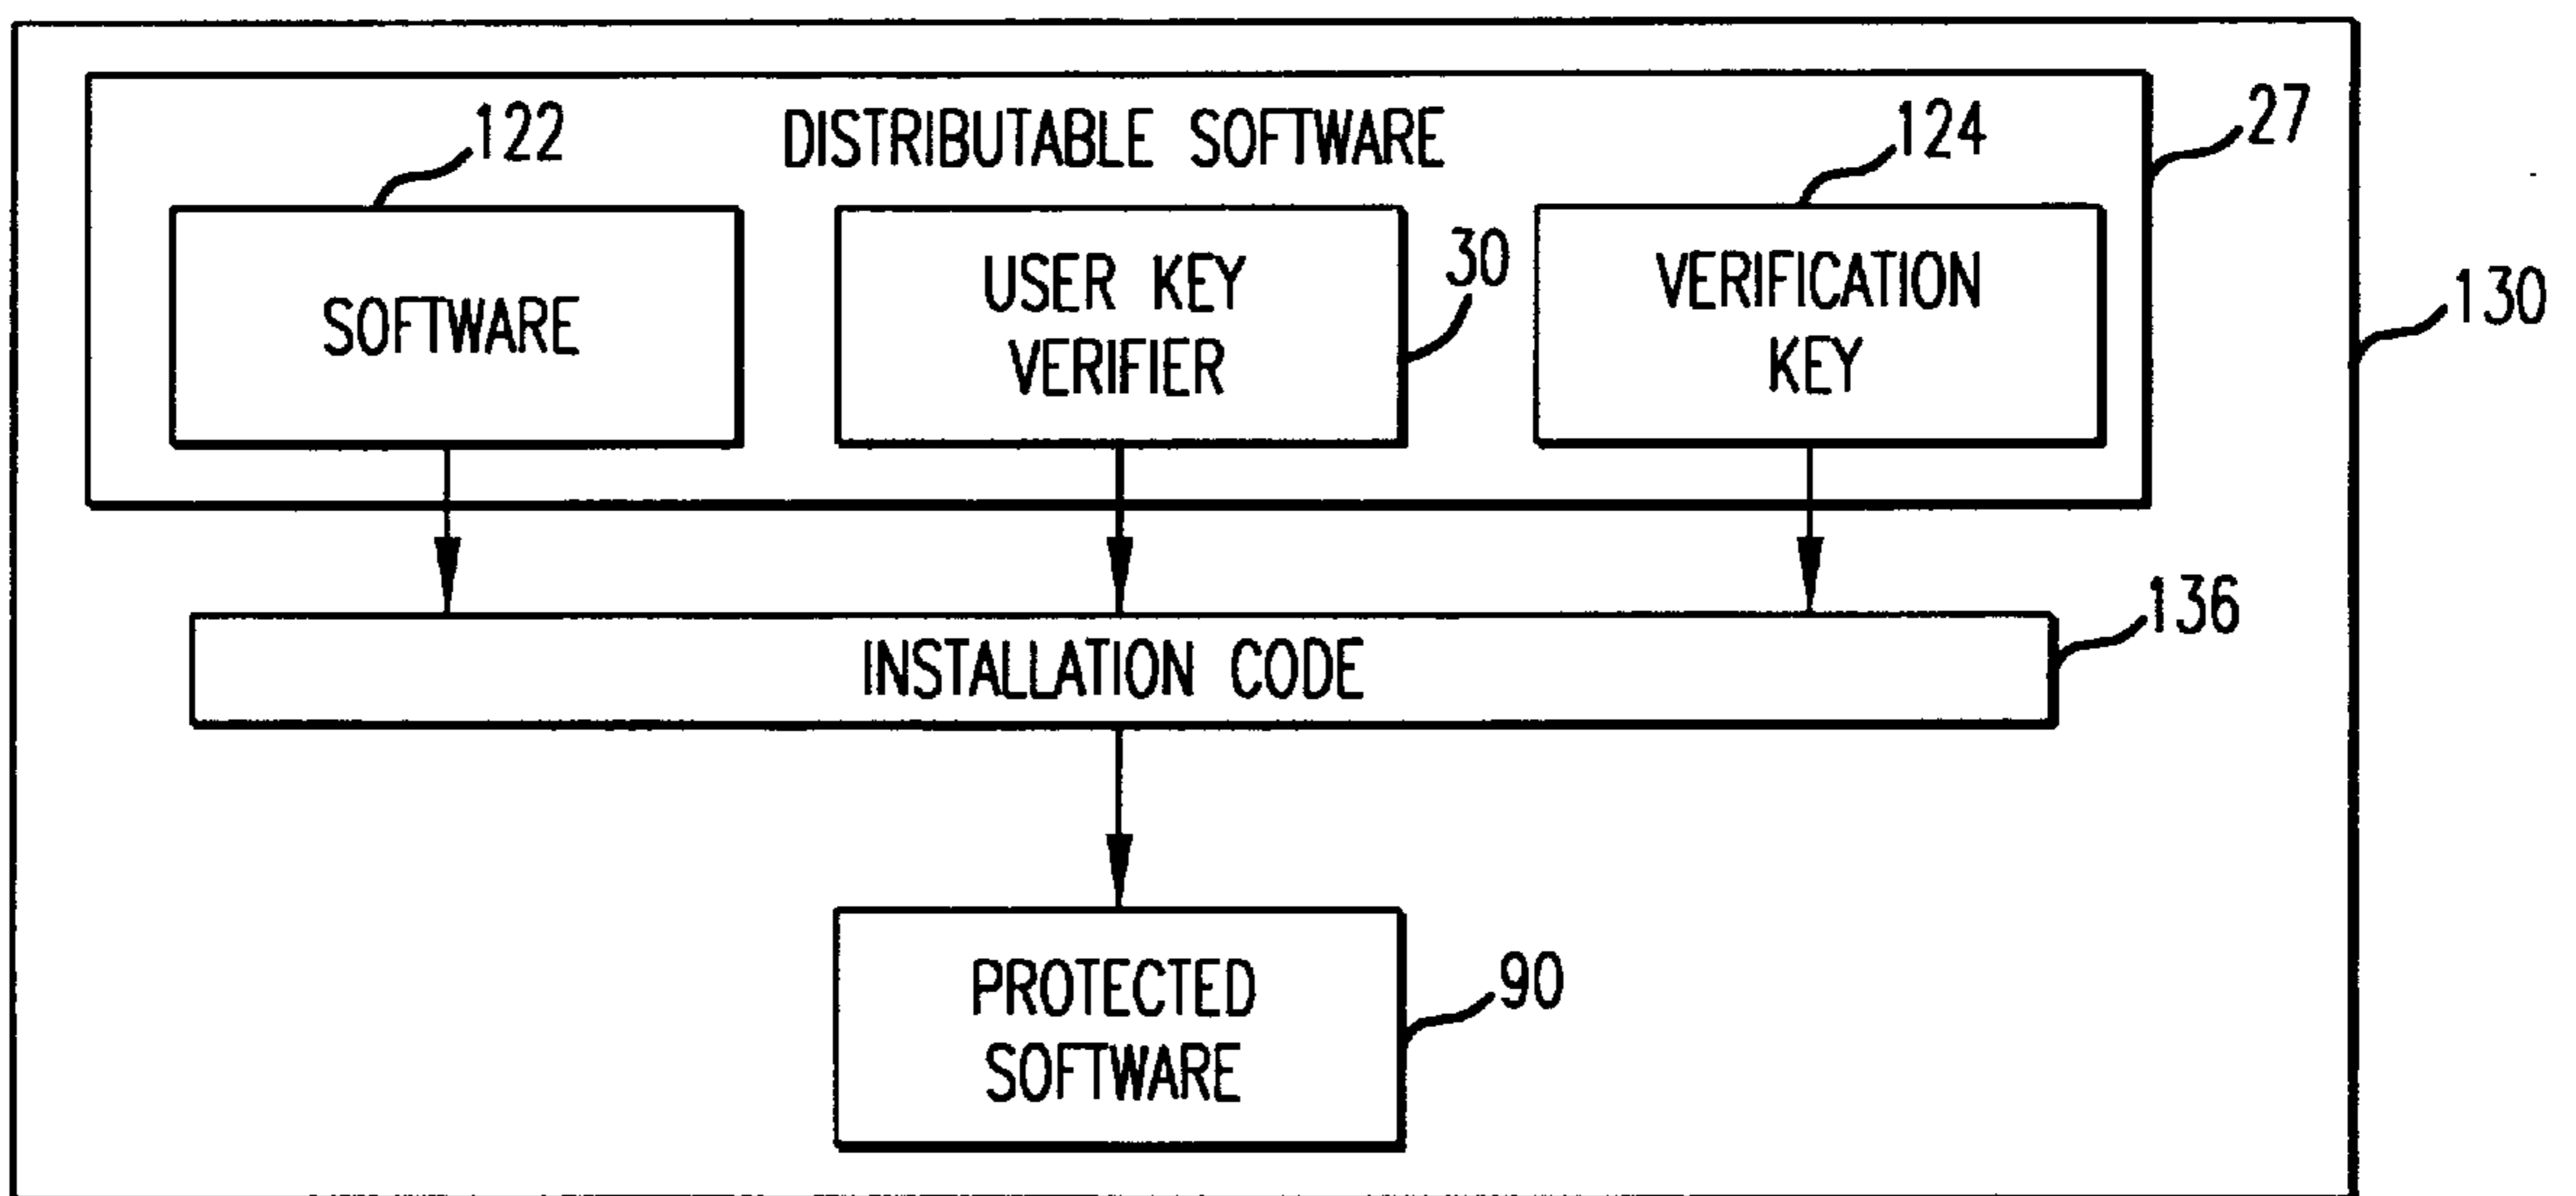 DISTRIBUTABLE SOFTWARE
122
124
27
SOFTWARE
USER KEY
VERIFIER
30
VERIFICATION
KEY
130
INSTALLATION CODE
136
PROTECTED
SOFTWARE
90